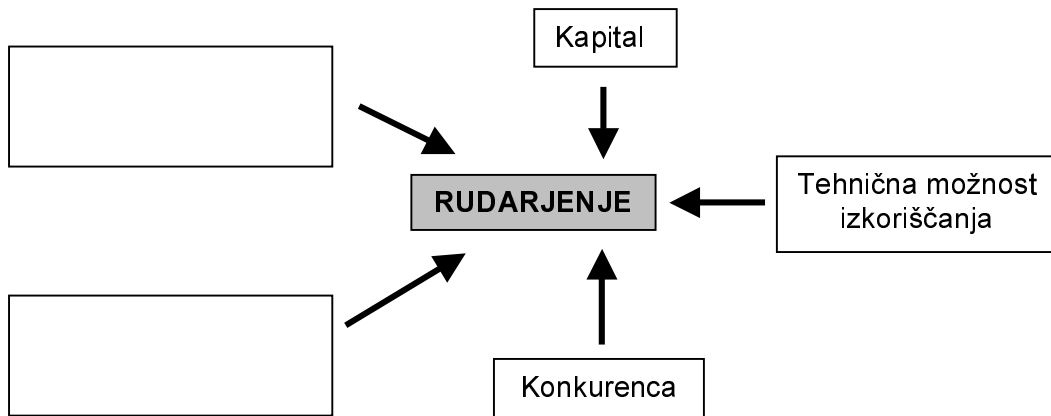 Kapital
RUDARJENJE
Tehnična možnost
izkoriščanja
Konkurenca